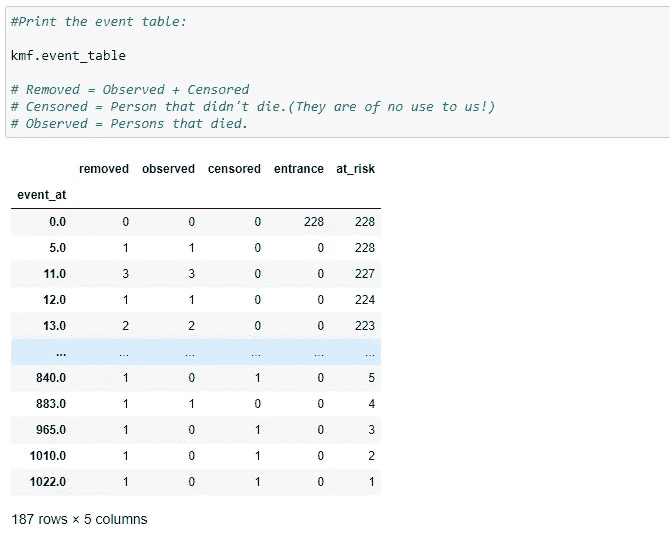 #Print the event table:
kmf.event_table
# Removed = Observed + Censored
# Censored = Person that didn't die.(They are of no use to us!)
# Observed = Persons that died.
removed observed censored entrance at_risk
event_at
0.0 0 0 0 228 228
5.0 1 1 0 0 228
11.0 3 3 0 0 227
12.0 1 1 0 0 224
13.0 2 2 0 0 223
... ... ... ... ... ...
840.0 1 0 1 0 5
883.0 1 1 0 0 4
965.0 1 0 1 0 3
1010.0 1 0 1 0 2
1022.0 1 0 1 0 1
187 rows × 5 columns